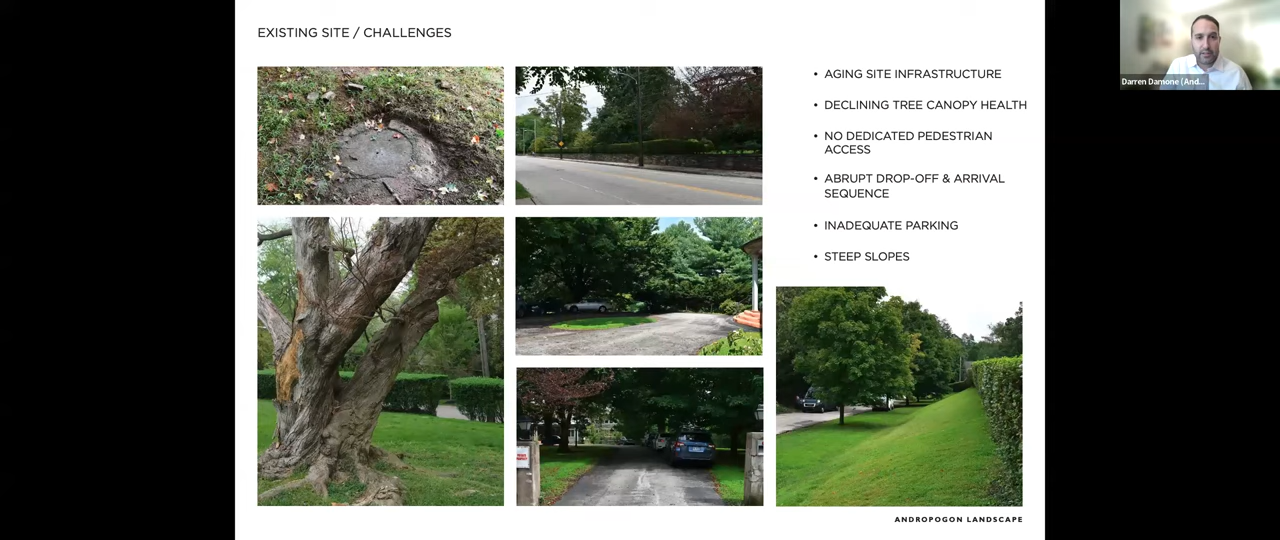 EXISTING SITE / CHALLENGES
• AGING SITE INFRASTRUCTURE
• DECLINING TREE CANOPY HEALTH
• NO DEDICATED PEDESTRIAN
ACCESS
• ABRUPT DROP-OFF & ARRIVAL
SEQUENCE
• INADEQUATE PARKING
• STEEP SLOPES
ANDROPOGON LANDSCAPE
Darren Damone (And...